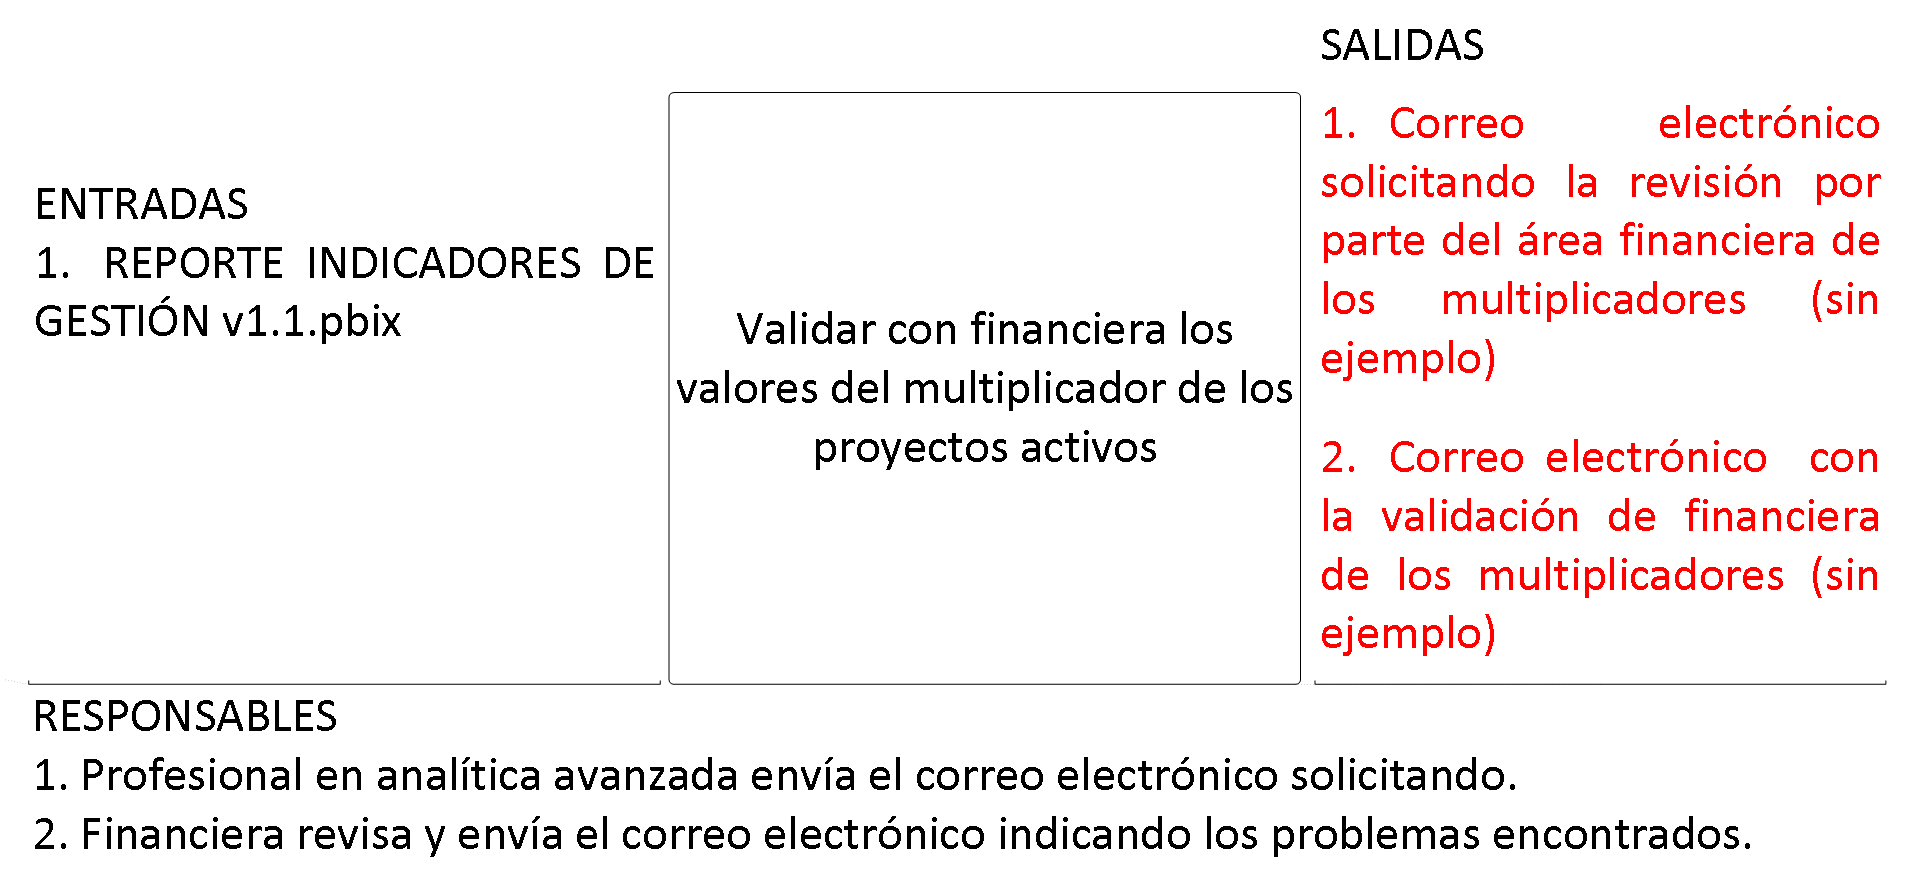 ENTRADAS
1. REPORTE INDICADORES DE
GESTIÓN v1.1.pbix
Validar con financiera los
valores del multiplicador de los
proyectos activos
SALIDAS
1. Correo electrónico
solicitando la revisión por
parte del área financiera de
los multiplicadores (sin
ejemplo)
2. Correo electrónico con
la validación de financiera
de los multiplicadores (sin
ejemplo)
RESPONSABLES
1. Profesional en analítica avanzada envía el correo electrónico solicitando.
2. Financiera revisa y envía el correo electrónico indicando los problemas encontrados.